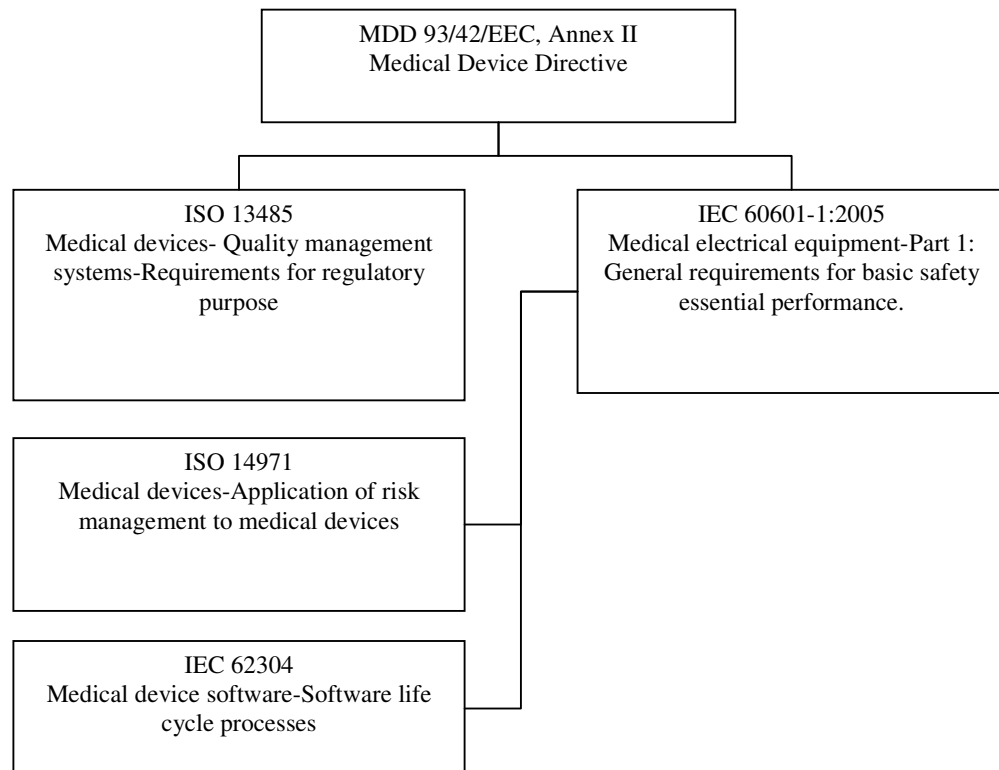 MDD 93/42/EEC, Annex II
Medical Device Directive
ISO 13485
Medical devices- Quality management
systems-Requirements for regulatory
purpose
IEC 60601-1:2005
Medical electrical equipment-Part 1:
General requirements for basic safety
essential performance.
ISO 14971
Medical devices-Application of risk
management to medical devices
IEC 62304
Medical device software-Software life
cycle processes